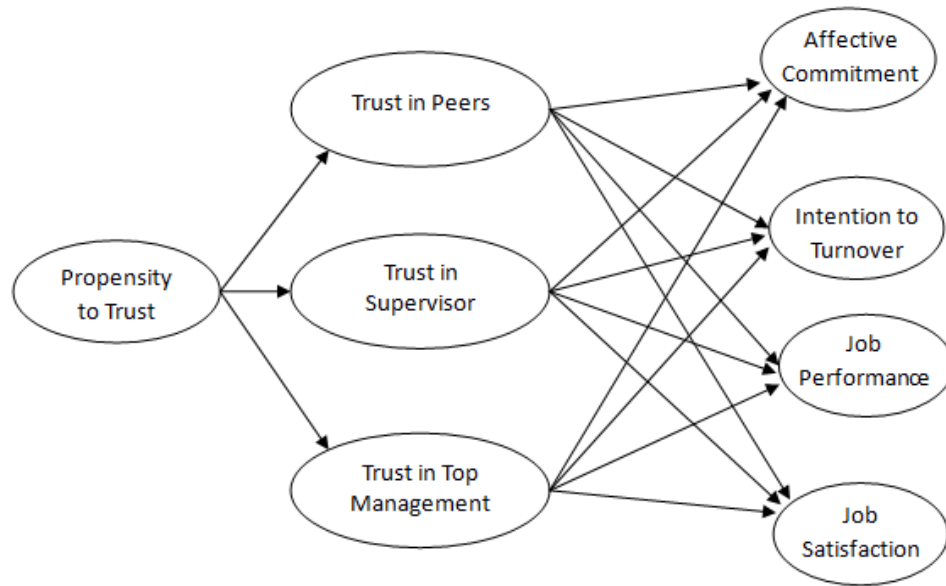 Propensity
to Trust
Trust in Peers
Trust in
Supervisor
Trust in Top
Management
Affective
Commitment
Intention to
Turnover
Job
Performance
Job
Satisfaction